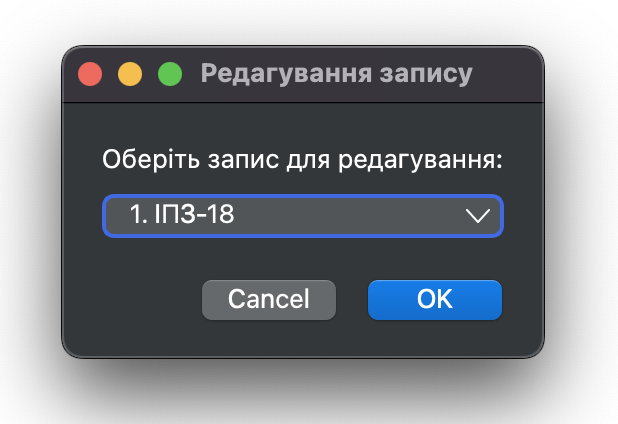 Редагування запису
Оберіть запис для редагування:
1. ІПЗ-18
Cancel
OK